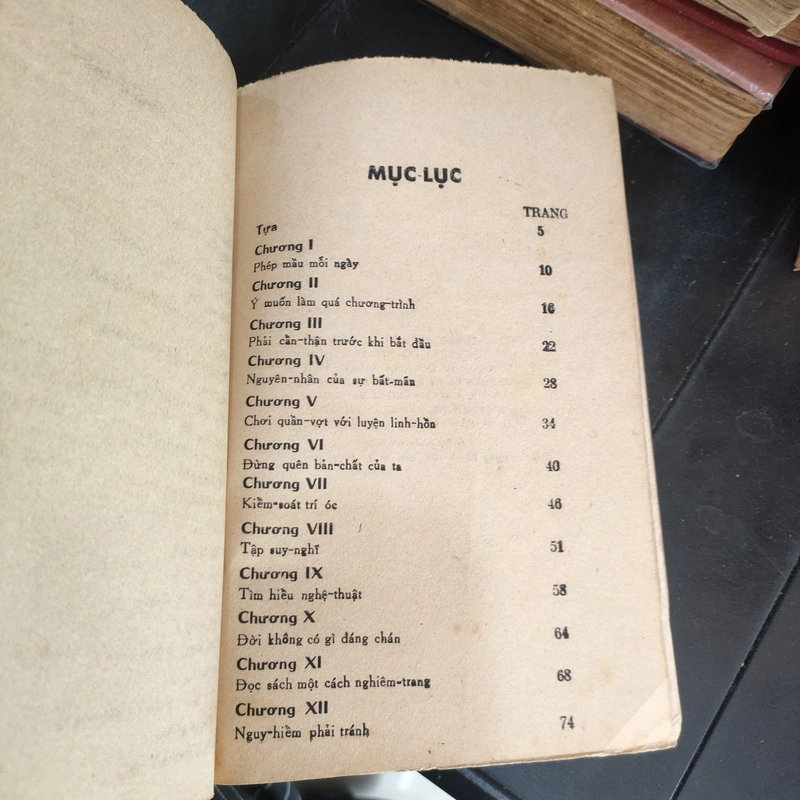 MỤC-LỤC
TRANG
Tựa 5
Chương I
Phép mầu mỗi ngày 10
Chương II
Ý muốn làm quá chương-trình 16
Chương III
Phải cần-thận trước khi bắt đầu 22
Chương IV
Nguyên-nhân của sự bất-mãn 28
Chương V
Chơi quần-vợt với luyện linh-hồn 34
Chương VI
Đừng quên bản-chất của ta 40
Chương VII
Kiềm-soát trí óc 46
Chương VIII
Tập suy-nghĩ 51
Chương IX
Tìm hiểu nghệ-thuật 58
Chương X
Đời không có gì đáng chán 64
Chương XI
Đọc sách một cách nghiêm-trang 68
Chương XII
Nguy-hiềm phải tránh 74